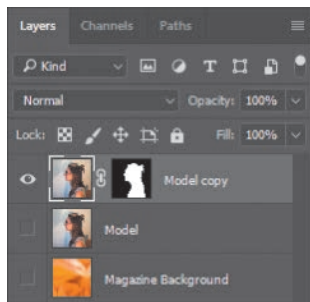 Layers Channels Paths
Kind
Normal Opacity: 100%
Lock: Fill: 100%
Model copy
Model
Magazine Background